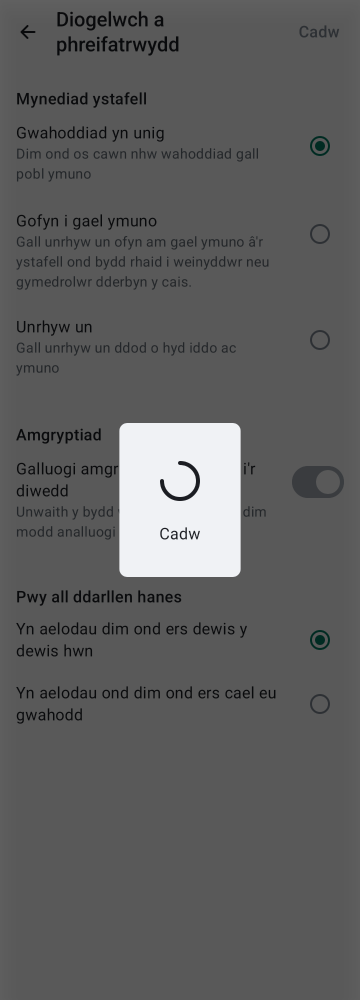 Diogelwch a
phreifatrwydd
Cadw
Mynediad ystafell
Gwahoddiad yn unig
Dim ond os cawn nhw wahoddiad gall
pobl ymuno
Gofyn i gael ymuno
Gall unrhyw un ofyn am gael ymuno â'r
ystafell ond bydd rhaid i weinyddwr neu
gymedrolwr dderbyn y cais.
Unrhyw un
Gall unrhyw un ddod o hyd iddo ac
ymuno
Amgryptiad
Galluogi i'r
diwedd
Unwaith y bydd dim
modd analluogi
Cadw
Pwy all ddarllen hanes
Yn aelodau dim ond ers dewis y
dewis hwn
Yn aelodau ond dim ond ers cael eu
gwahodd